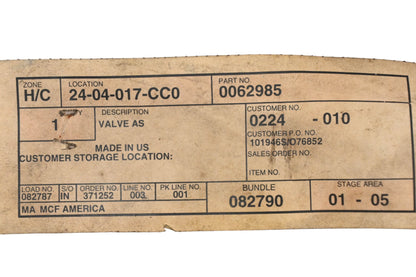 ZONE LOCATION PART NO.
H/C 24-04-017-CC0 0062985
QTY DESCRIPTION CUSTOMER NO.
1 VALVE AS 0224 -010
CUSTOMER P.O. NO.
MADE IN US 101946S/D76852
CUSTOMER STORAGE LOCATION: SALES ORDER NO.
ITEM NO.
LOAD NO. S/O ORDER NO. LINE NO. PK LINE NO. BUNDLE STAGE AREA
082787 IN 371252 003 001 082790 01 - 05
MA MCF AMERICA